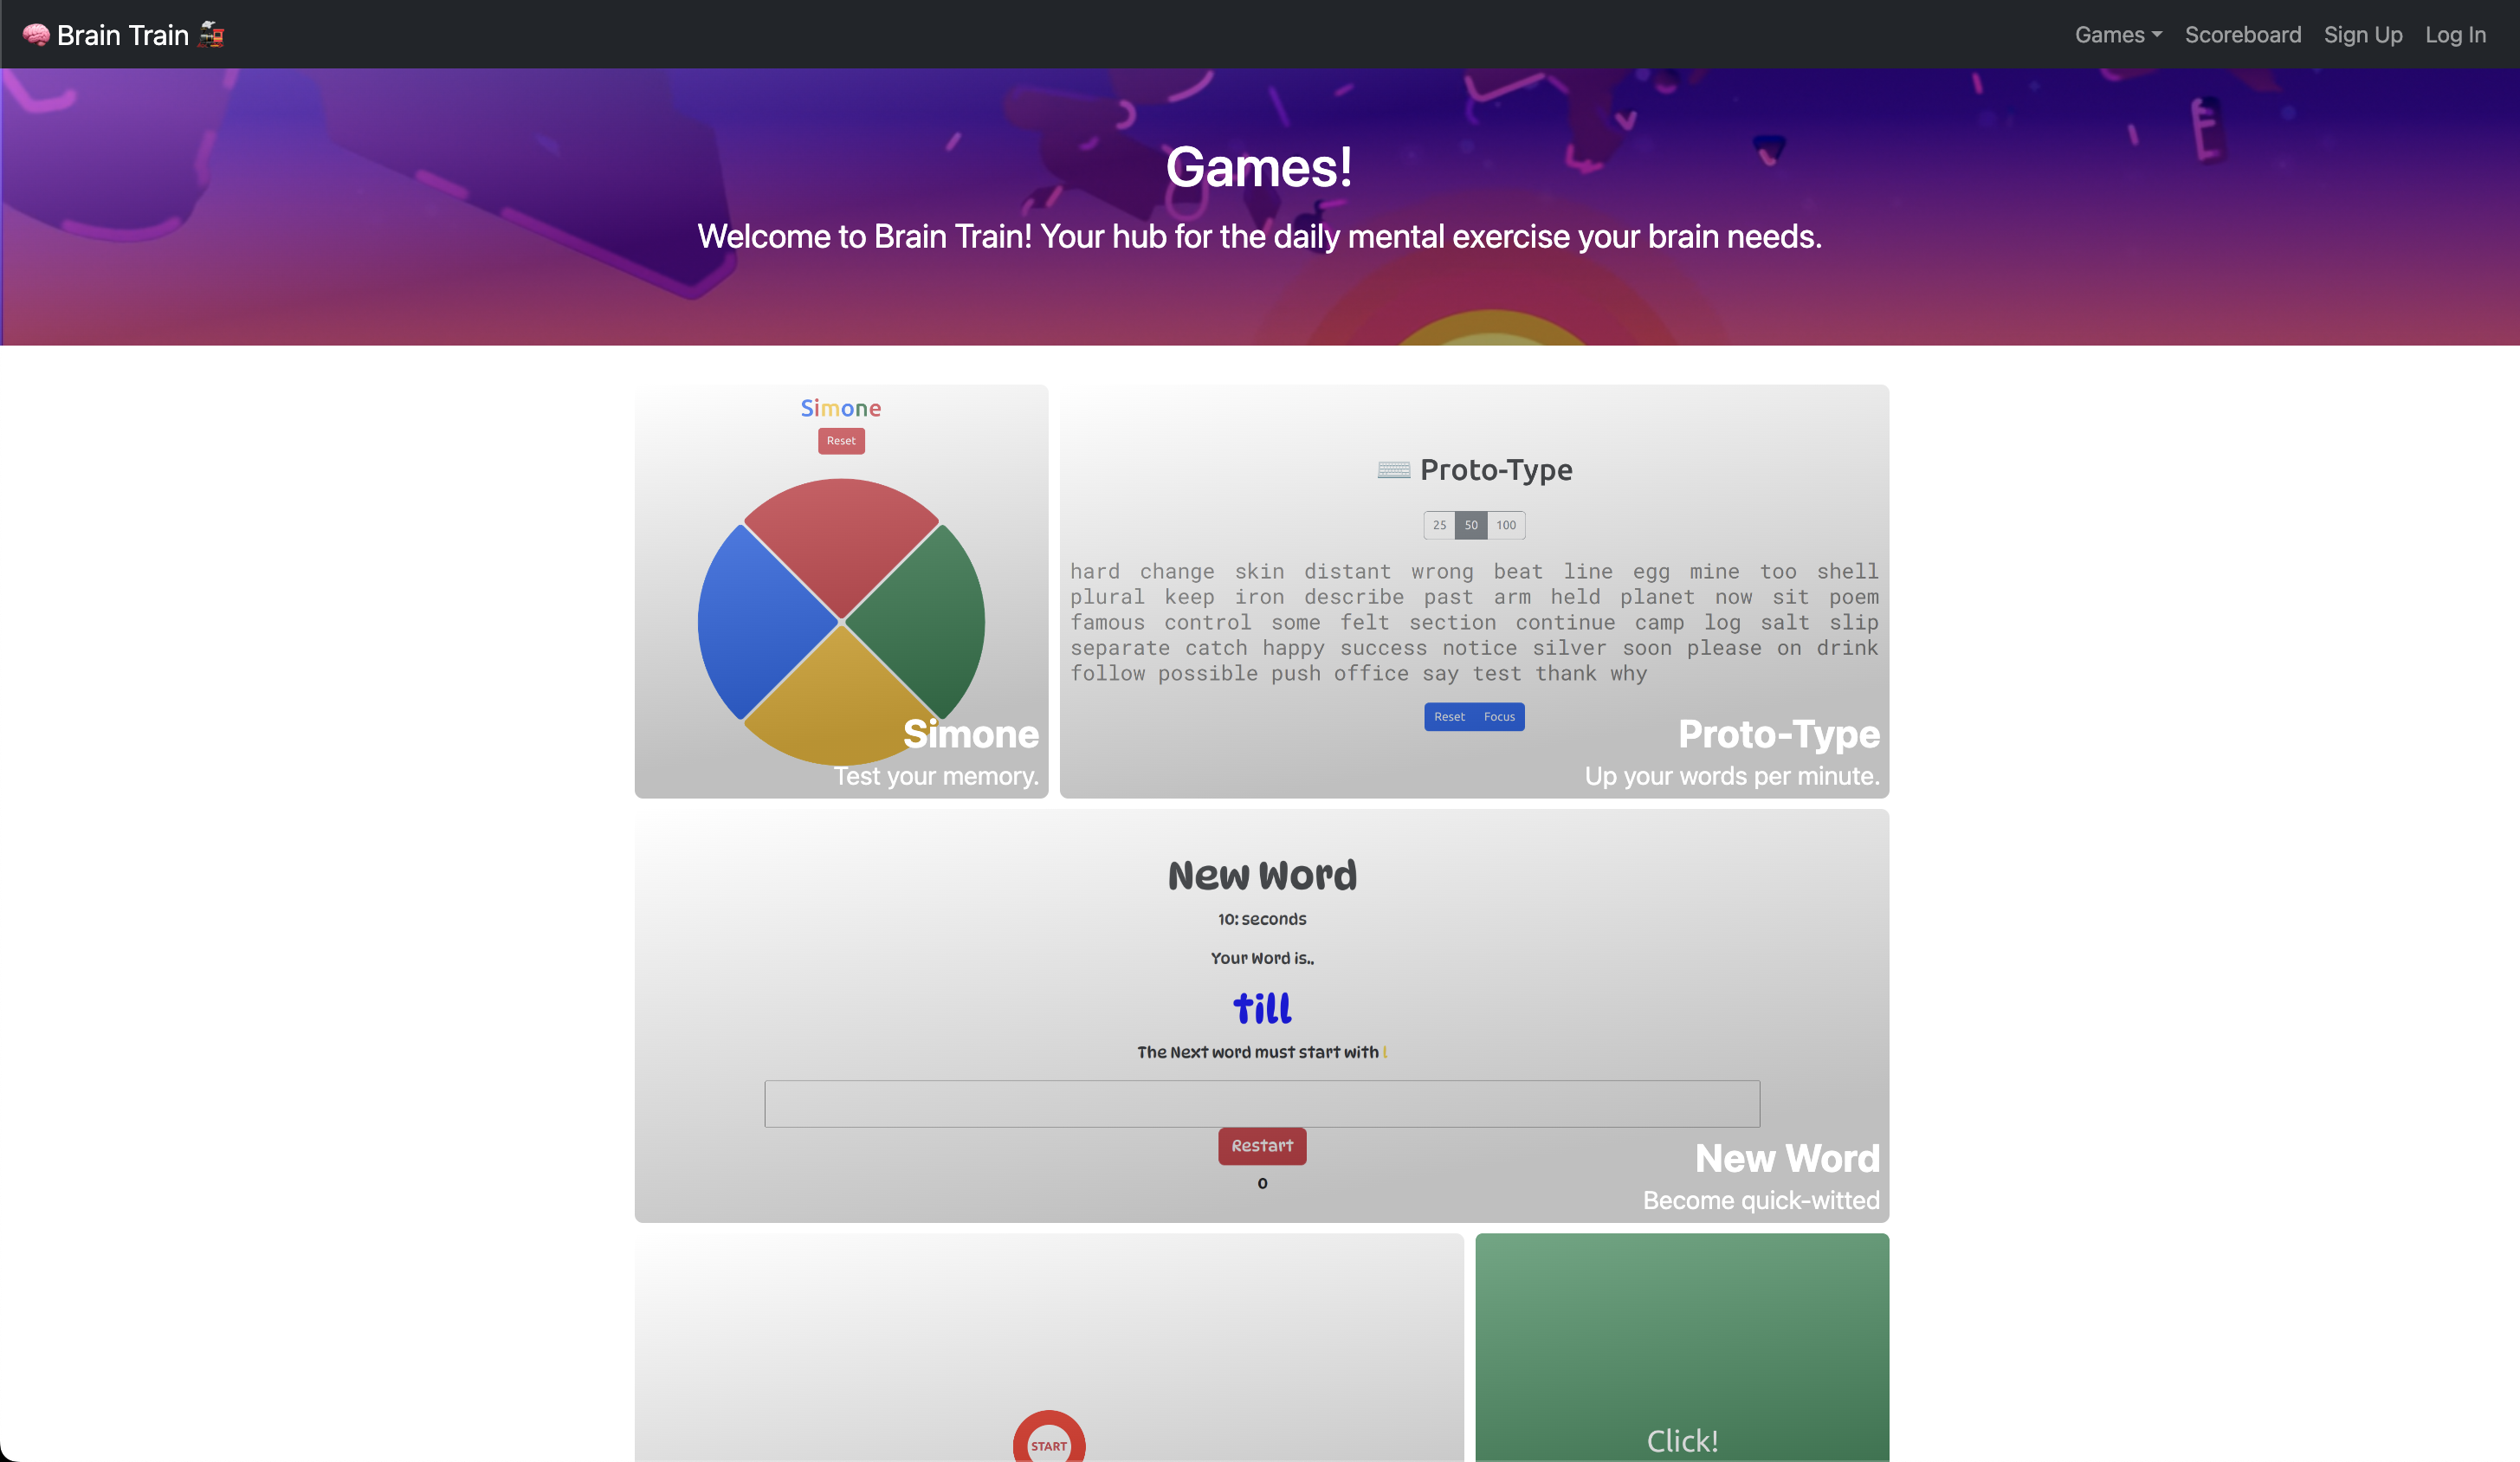 🧠 Brain Train 🚂
Games
Scoreboard
Sign Up
Log In
Games!
Welcome to Brain Train! Your hub for the daily mental exercise your brain needs.
Simone
Reset
Simone
Test your memory.
⌨️ Proto-Type
25 50 100
hard change skin distant wrong beat line egg mine too shell
plural keep iron describe past arm held planet now sit poem
famous control some felt section continue camp log salt slip
separate catch happy success notice silver soon please on drink
follow possible push office say test thank why
Reset Focus
Proto-Type
Up your words per minute.
New Word
10: seconds
Your Word is..
till
The Next word must start with l
Restart
0
New Word
Become quick-witted
START
Click!